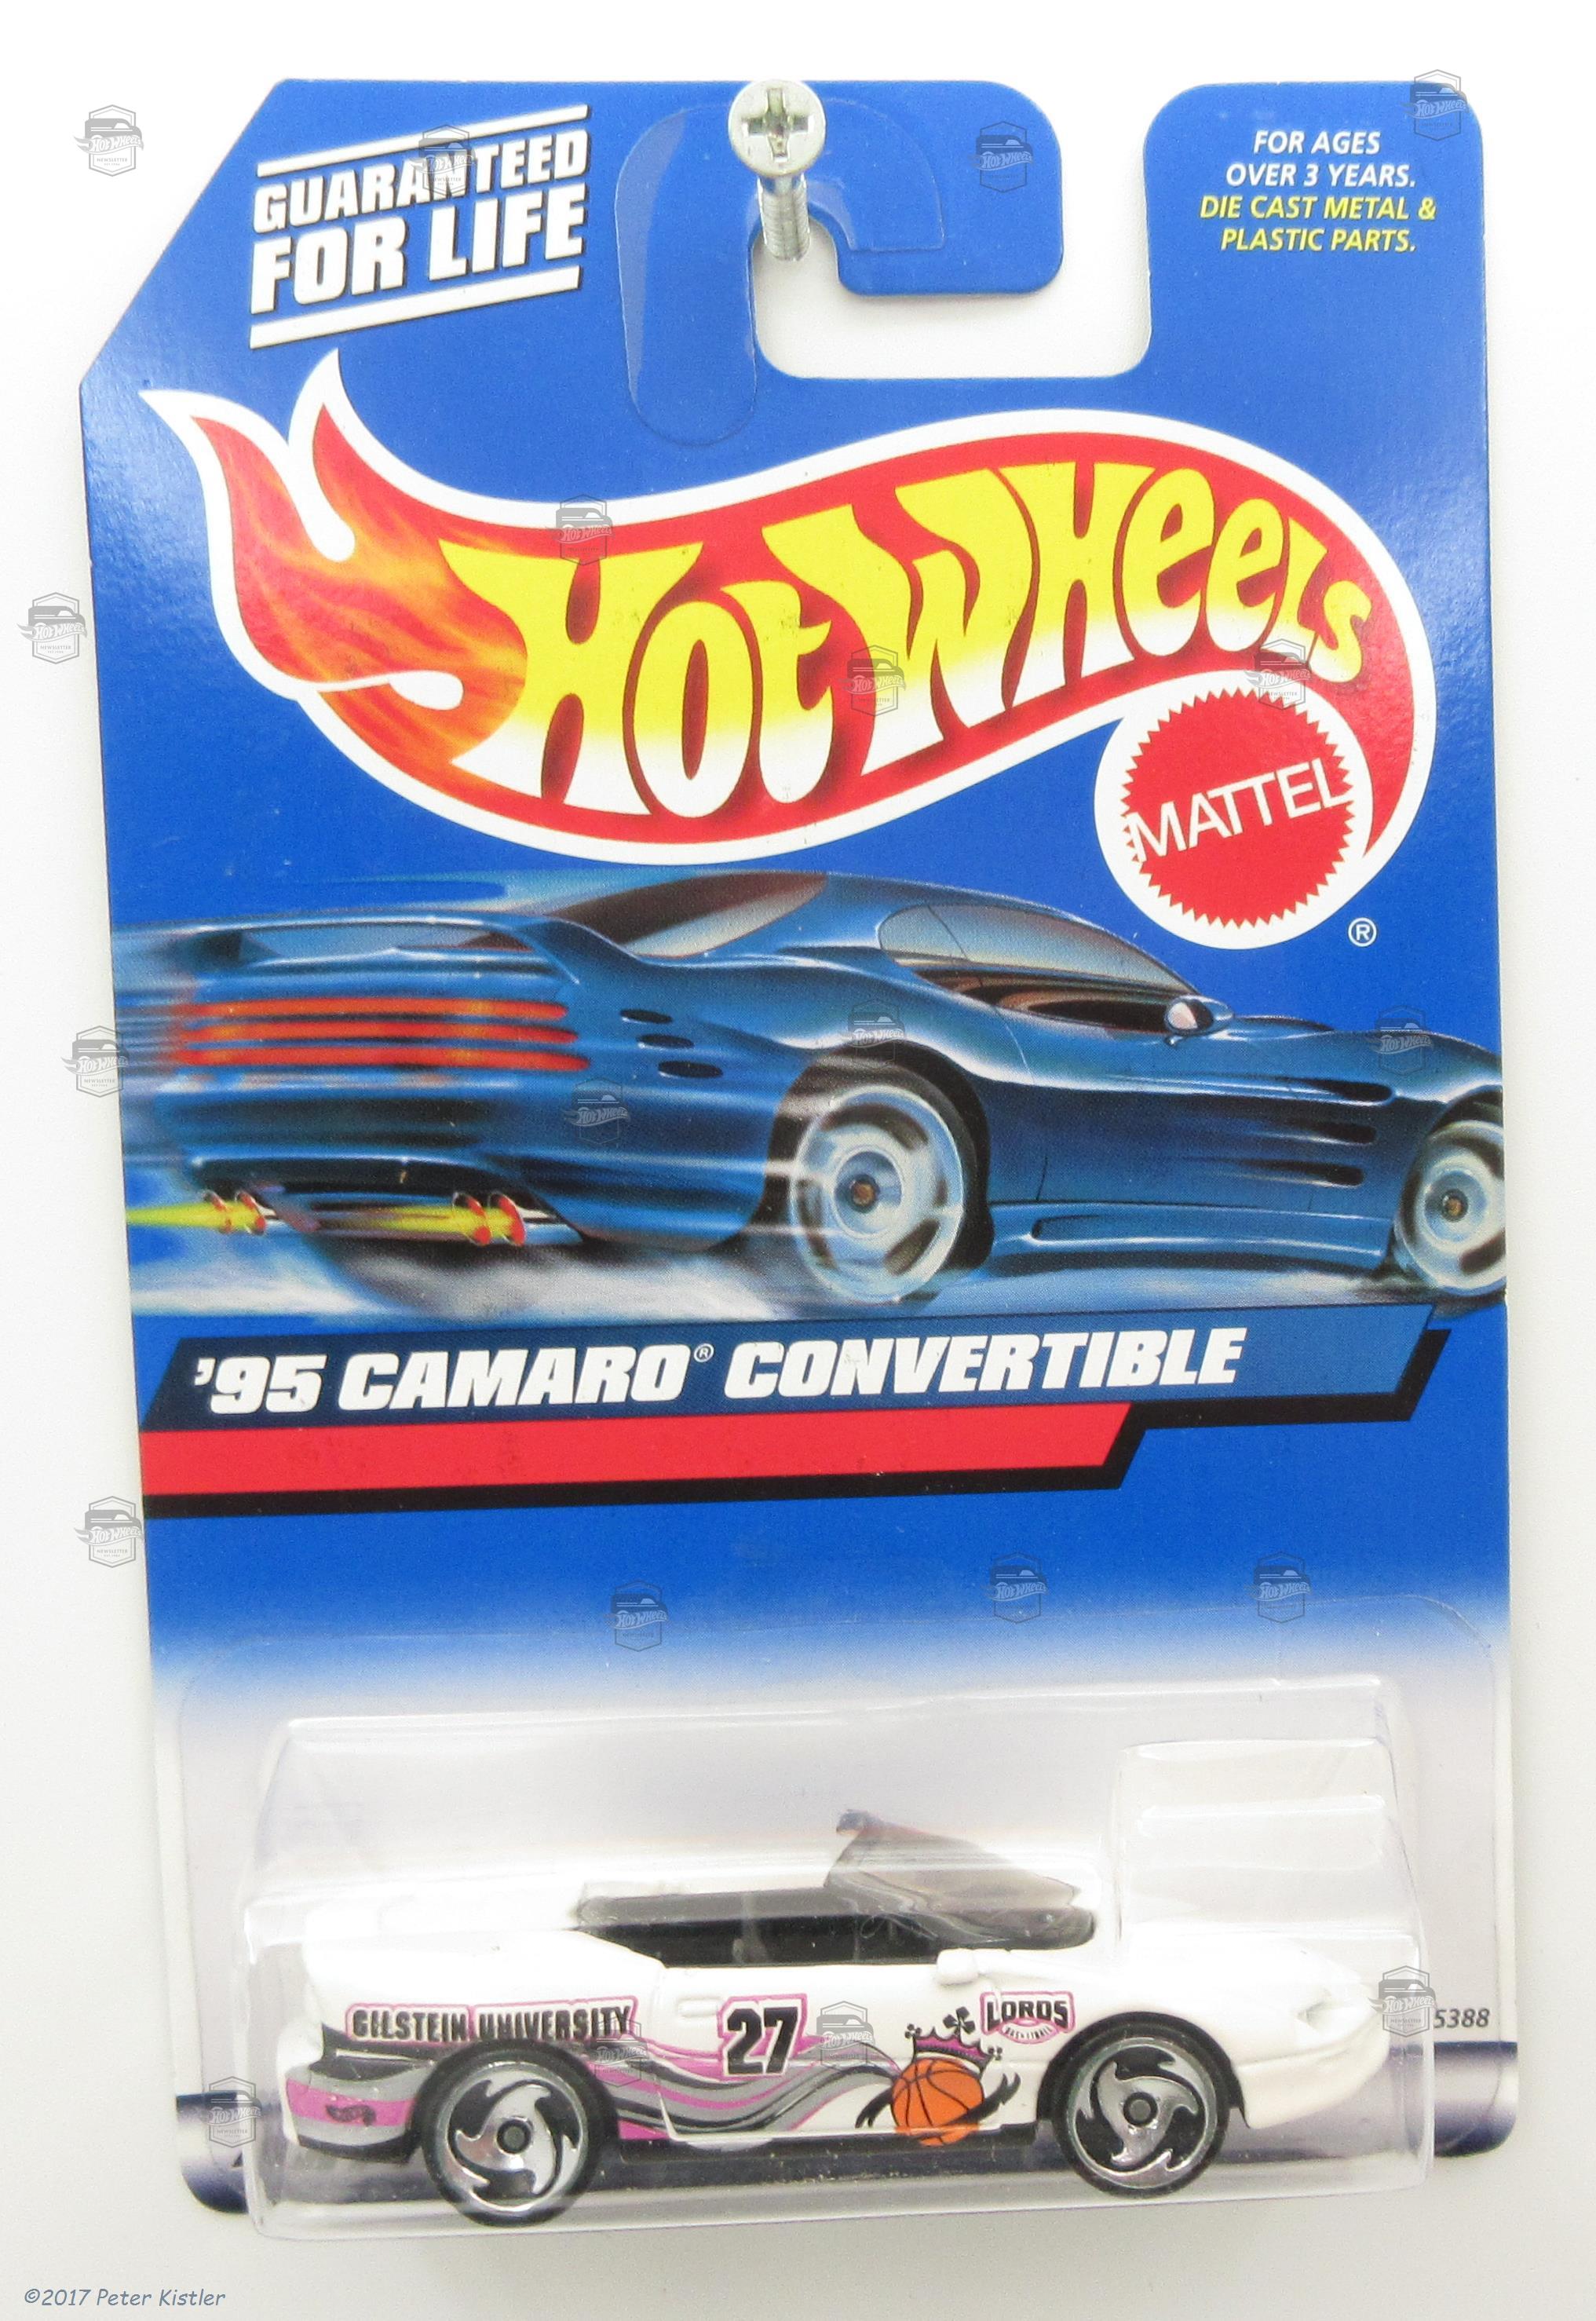 GUARANTEED
FOR LIFE
FOR AGES
OVER 3 YEARS.
DIE CAST METAL &
PLASTIC PARTS.
HOT WHEELS
MATTEL
®
'95 CAMARO® CONVERTIBLE
GILSTEIN UNIVERSITY
27
LORDS
BASKETBALL
5388
©2017 Peter Kistler